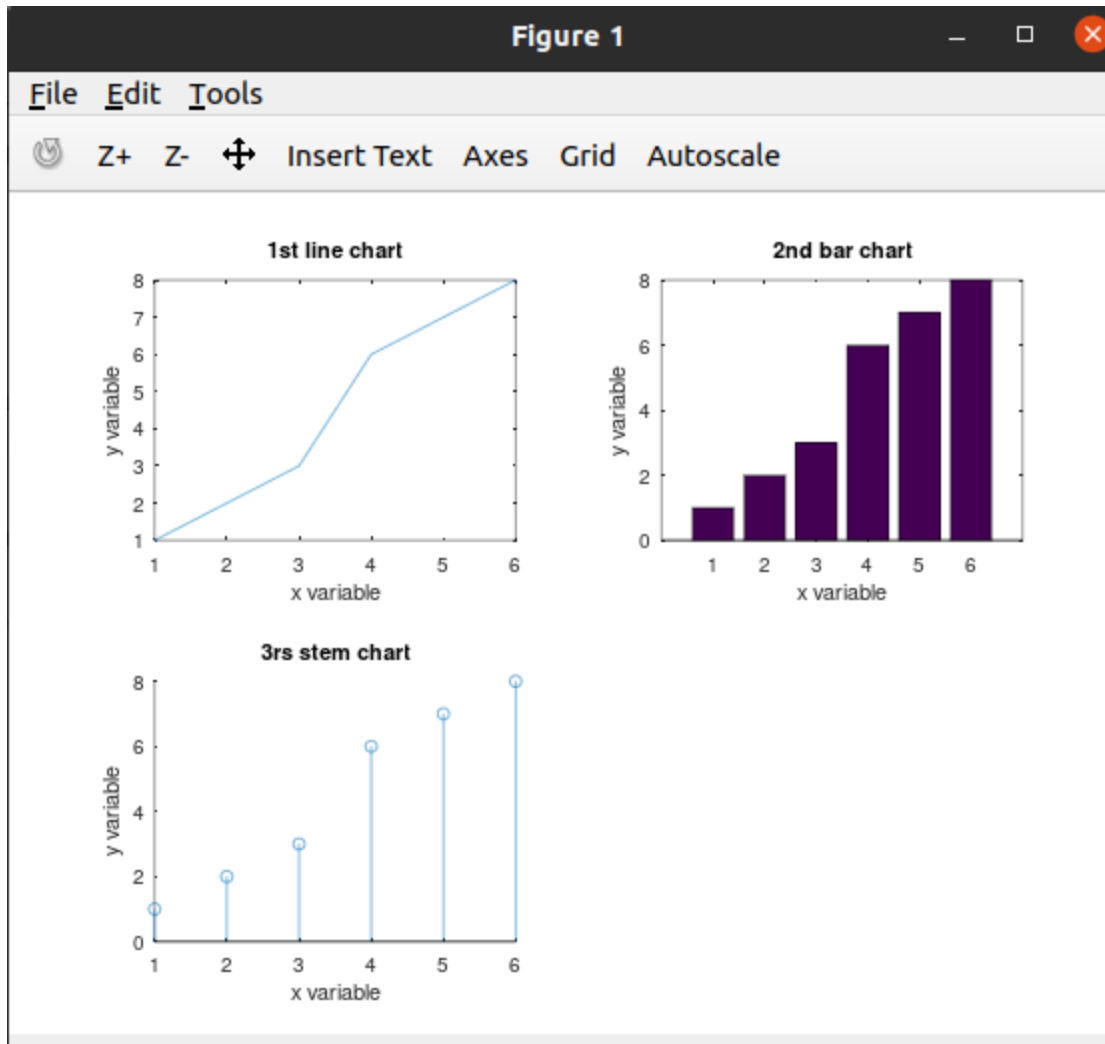 Figure 1
File Edit Tools
Z+ Z- Insert Text Axes Grid Autoscale
1st line chart
8
7
6
5
4
3
2
1
y variable
1 2 3 4 5 6
x variable
2nd bar chart
8
6
4
2
0
y variable
1 2 3 4 5 6
x variable
3rs stem chart
8
6
4
2
0
y variable
1 2 3 4 5 6
x variable